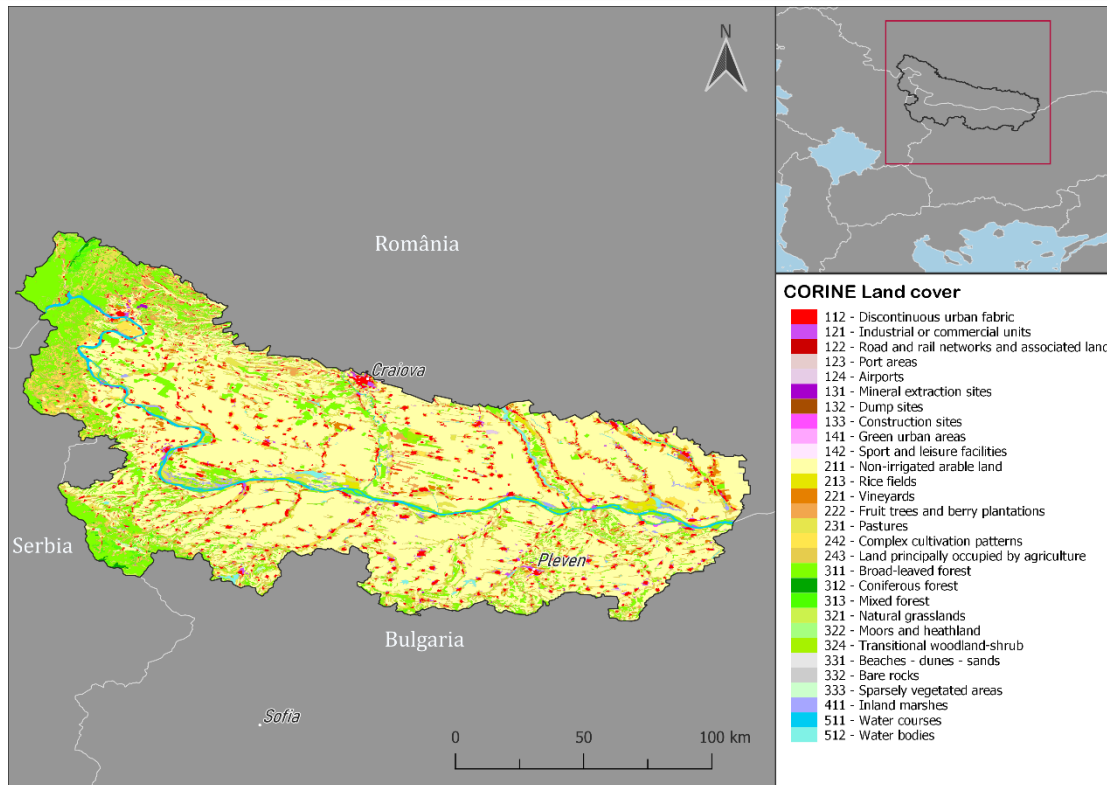 N
România
Craiova
Serbia
Pleven
Bulgaria
Sofia
0 50 100 km
CORINE Land cover
112 - Discontinuous urban fabric
121 - Industrial or commercial units
122 - Road and rail networks and associated land
123 - Port areas
124 - Airports
131 - Mineral extraction sites
132 - Dump sites
133 - Construction sites
141 - Green urban areas
142 - Sport and leisure facilities
211 - Non-irrigated arable land
213 - Rice fields
221 - Vineyards
222 - Fruit trees and berry plantations
231 - Pastures
242 - Complex cultivation patterns
243 - Land principally occupied by agriculture
311 - Broad-leaved forest
312 - Coniferous forest
313 - Mixed forest
321 - Natural grasslands
322 - Moors and heathland
324 - Transitional woodland-shrub
331 - Beaches - dunes - sands
332 - Bare rocks
333 - Sparsely vegetated areas
411 - Inland marshes
511 - Water courses
512 - Water bodies